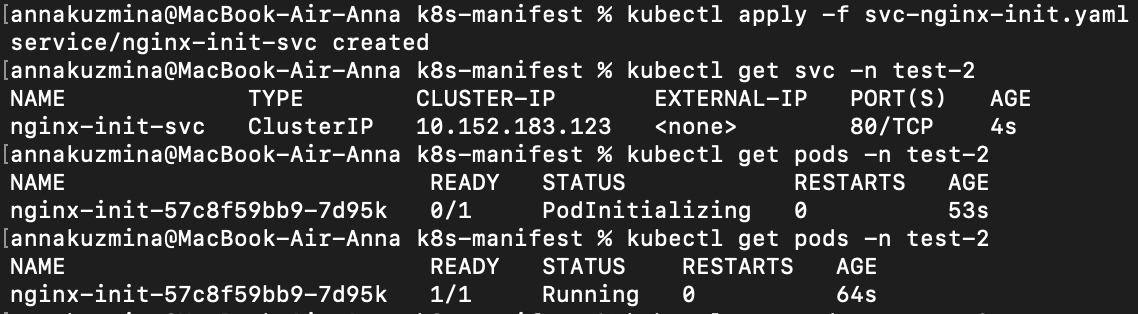 [annakuzmina@MacBook-Air-Anna k8s-manifest % kubectl apply -f svc-nginx-init.yaml
service/nginx-init-svc created
[annakuzmina@MacBook-Air-Anna k8s-manifest % kubectl get svc -n test-2
NAME TYPE CLUSTER-IP EXTERNAL-IP PORT(S) AGE
nginx-init-svc ClusterIP 10.152.183.123 <none> 80/TCP 4s
[annakuzmina@MacBook-Air-Anna k8s-manifest % kubectl get pods -n test-2
NAME READY STATUS RESTARTS AGE
nginx-init-57c8f59bb9-7d95k 0/1 PodInitializing 0 53s
[annakuzmina@MacBook-Air-Anna k8s-manifest % kubectl get pods -n test-2
NAME READY STATUS RESTARTS AGE
nginx-init-57c8f59bb9-7d95k 1/1 Running 0 64s